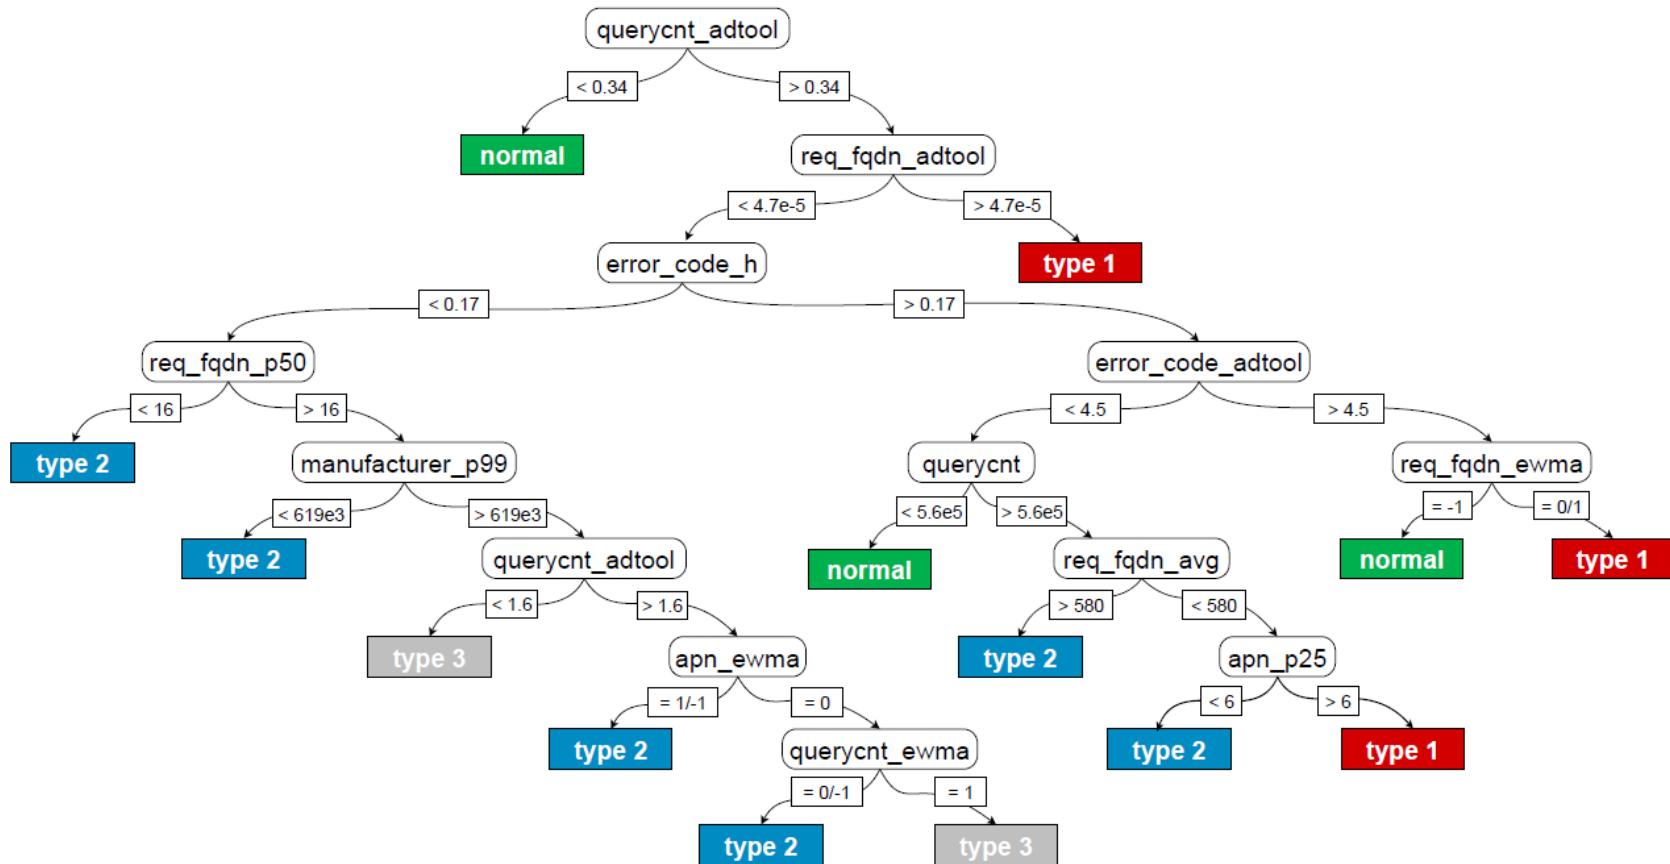 querycnt_adtool
< 0.34
> 0.34
normal
req_fqdn_adtool
< 4.7e-5
> 4.7e-5
error_code_h
type 1
< 0.17
> 0.17
req_fqdn_p50
error_code_adtool
< 16
> 16
< 4.5
> 4.5
type 2
manufacturer_p99
querycnt
req_fqdn_ewma
< 619e3
> 619e3
< 5.6e5
> 5.6e5
= -1
= 0/1
type 2
querycnt_adtool
normal
req_fqdn_avg
normal
type 1
< 1.6
> 1.6
> 580
< 580
type 3
apn_ewma
type 2
apn_p25
= 1/-1
= 0
< 6
> 6
type 2
querycnt_ewma
type 2
type 1
= 0/-1
= 1
type 2
type 3